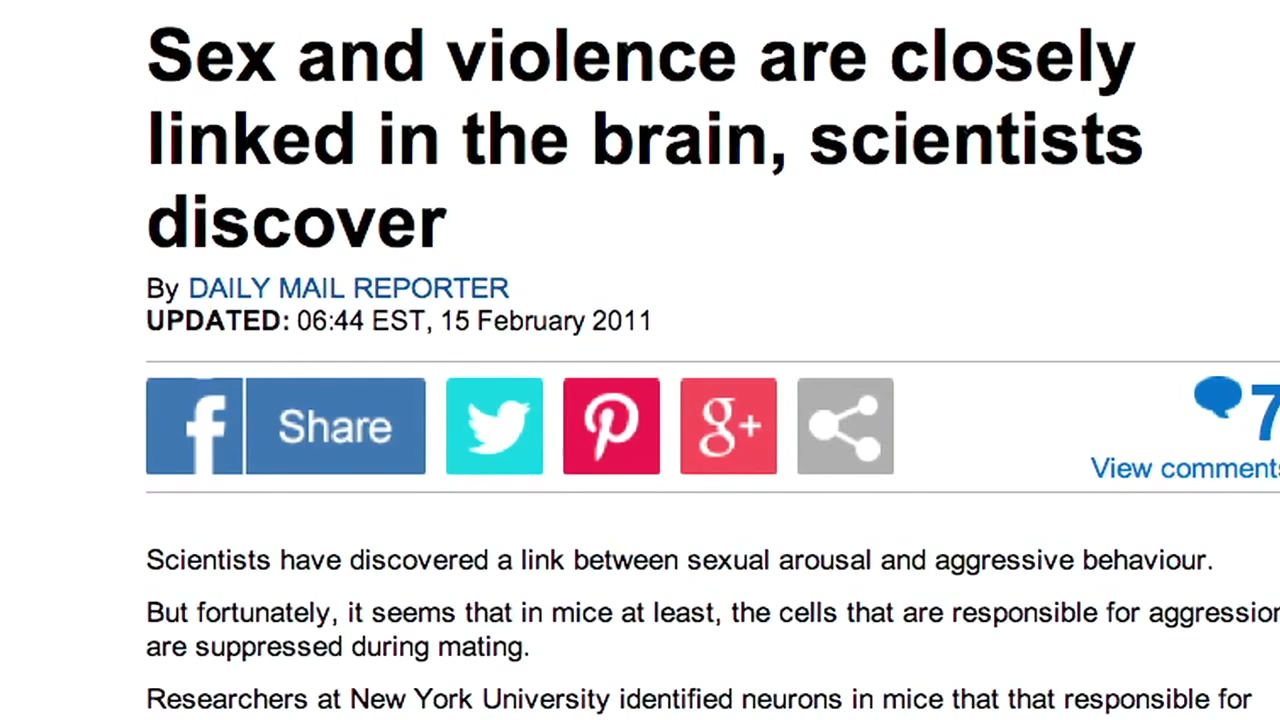 Sex and violence are closely
linked in the brain, scientists
discover
By DAILY MAIL REPORTER
UPDATED: 06:44 EST, 15 February 2011
f Share g+ 7
View comments
Scientists have discovered a link between sexual arousal and aggressive behaviour.
But fortunately, it seems that in mice at least, the cells that are responsible for aggression
are suppressed during mating.
Researchers at New York University identified neurons in mice that that responsible for